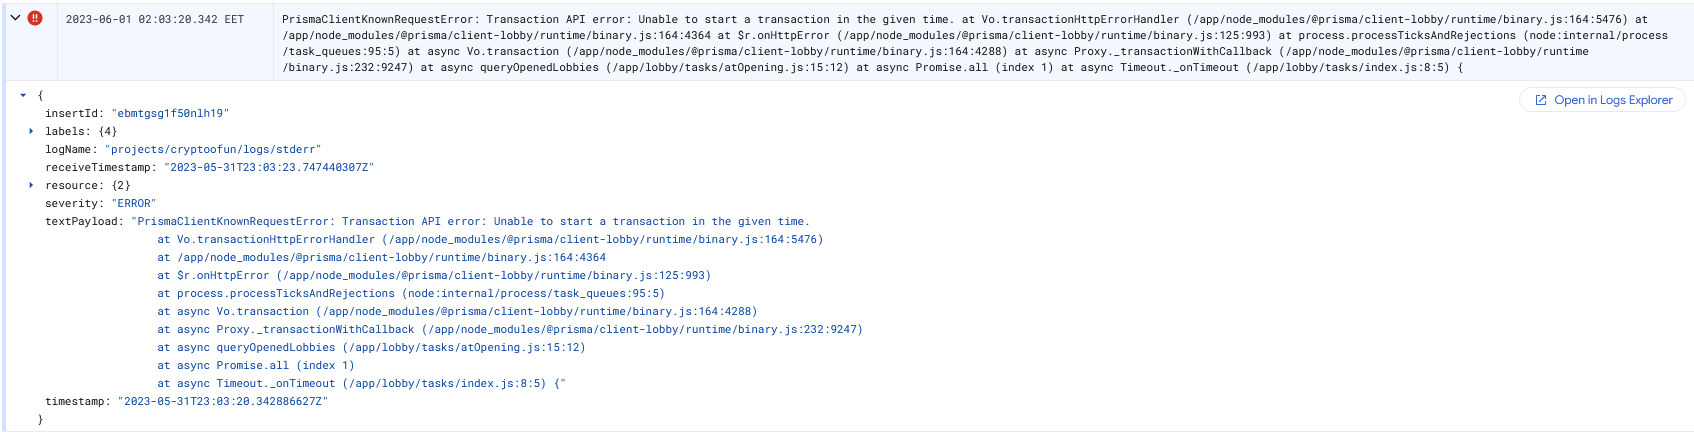 2023-06-01 02:03:20.342 EET
PrismaClientKnownRequestError: Transaction API error: Unable to start a transaction in the given time. at Vo.transactionHttpErrorHandler (/app/node_modules/@prisma/client-lobby/runtime/binary.js:164:5476) at
/app/node_modules/@prisma/client-lobby/runtime/binary.js:164:4364 at $r.onHttpError (/app/node_modules/@prisma/client-lobby/runtime/binary.js:125:993) at process.processTicksAndRejections (node:internal/process
/task_queues:95:5) at async Vo.transaction (/app/node_modules/@prisma/client-lobby/runtime/binary.js:164:4288) at async Proxy._transactionWithCallback (/app/node_modules/@prisma/client-lobby/runtime
/binary.js:232:9247) at async queryOpenedLobbies (/app/lobby/tasks/atOpening.js:15:12) at async Promise.all (index 1) at async Timeout._onTimeout (/app/lobby/tasks/index.js:8:5) {
{
Open in Logs Explorer
insertId: "ebmtgsg1f50nlh19"
labels: {4}
logName: "projects/cryptoofun/logs/stderr"
receiveTimestamp: "2023-05-31T23:03:23.747440307Z"
resource: {2}
severity: "ERROR"
textPayload: "PrismaClientKnownRequestError: Transaction API error: Unable to start a transaction in the given time.
at Vo.transactionHttpErrorHandler (/app/node_modules/@prisma/client-lobby/runtime/binary.js:164:5476)
at /app/node_modules/@prisma/client-lobby/runtime/binary.js:164:4364
at $r.onHttpError (/app/node_modules/@prisma/client-lobby/runtime/binary.js:125:993)
at process.processTicksAndRejections (node:internal/process/task_queues:95:5)
at async Vo.transaction (/app/node_modules/@prisma/client-lobby/runtime/binary.js:164:4288)
at async Proxy._transactionWithCallback (/app/node_modules/@prisma/client-lobby/runtime/binary.js:232:9247)
at async queryOpenedLobbies (/app/lobby/tasks/atOpening.js:15:12)
at async Promise.all (index 1)
at async Timeout._onTimeout (/app/lobby/tasks/index.js:8:5) {"
timestamp: "2023-05-31T23:03:20.342886627Z"
}